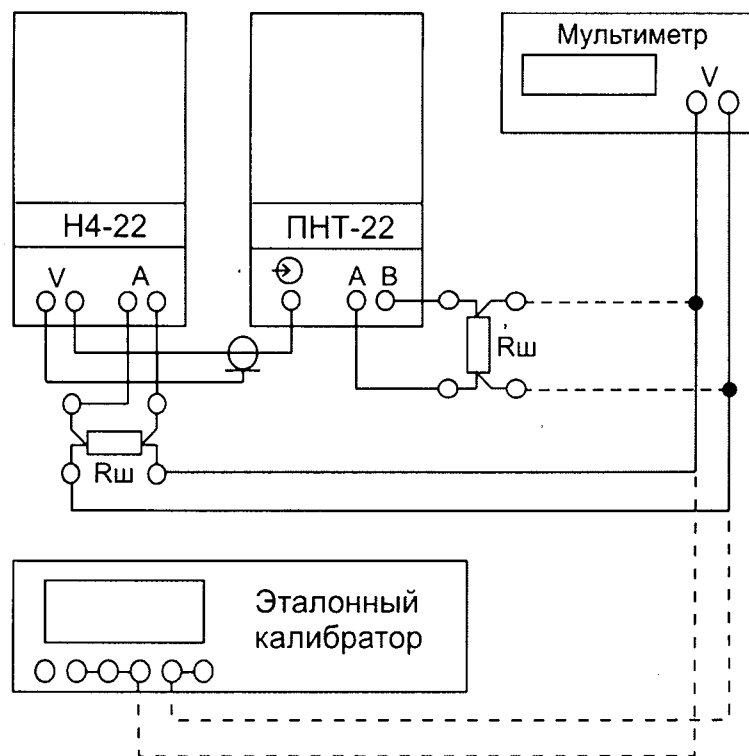 Мультиметр
V
Н4-22
ПНТ-22
V
A
A
B
Rш
Rш
Эталонный
калибратор